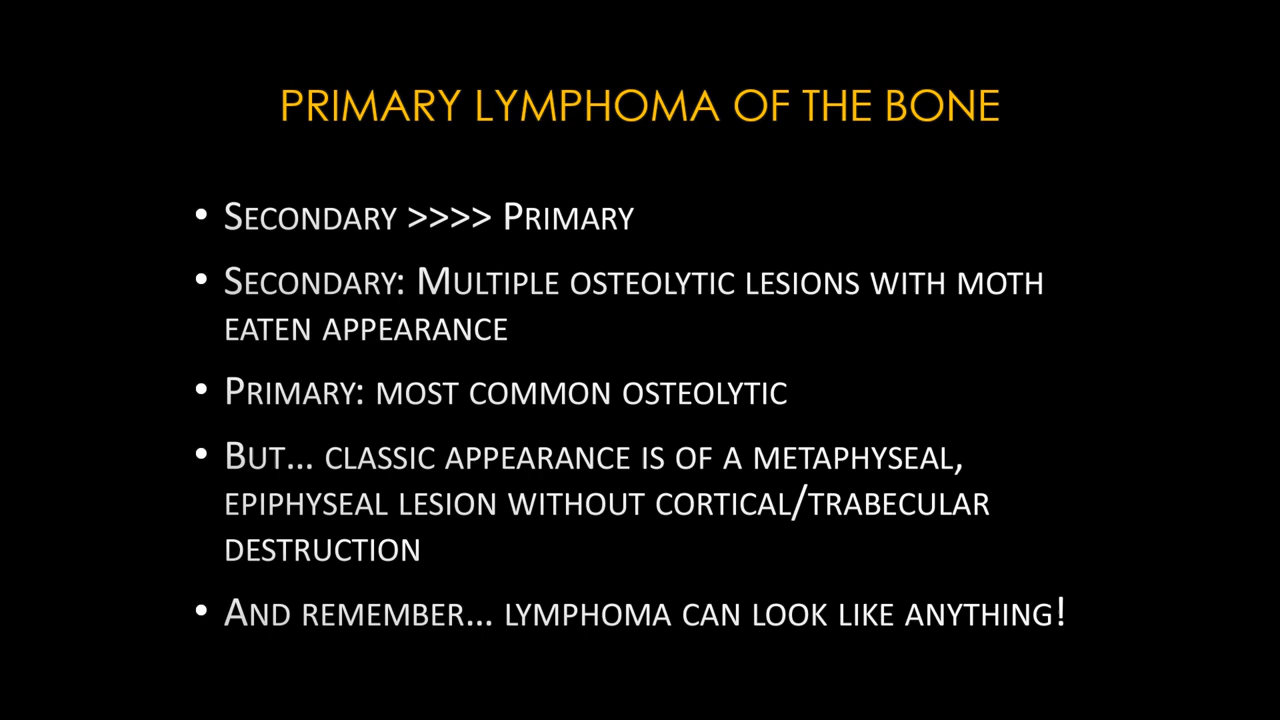 PRIMARY LYMPHOMA OF THE BONE
• SECONDARY >>>> PRIMARY
• SECONDARY: MULTIPLE OSTEOLYTIC LESIONS WITH MOTH
EATEN APPEARANCE
• PRIMARY: MOST COMMON OSTEOLYTIC
• BUT... CLASSIC APPEARANCE IS OF A METAPHYSEAL,
EPIPHYSEAL LESION WITHOUT CORTICAL/TRABECULAR
DESTRUCTION
• AND REMEMBER... LYMPHOMA CAN LOOK LIKE ANYTHING!